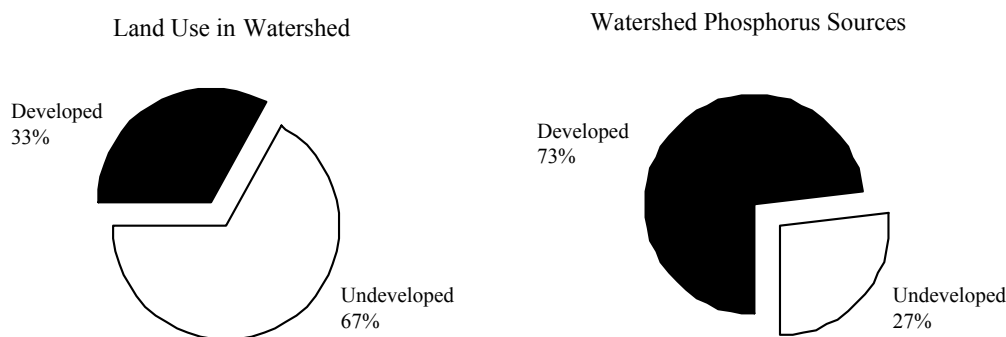 Land Use in Watershed
Developed
33%
Undeveloped
67%
Watershed Phosphorus Sources
Developed
73%
Undeveloped
27%